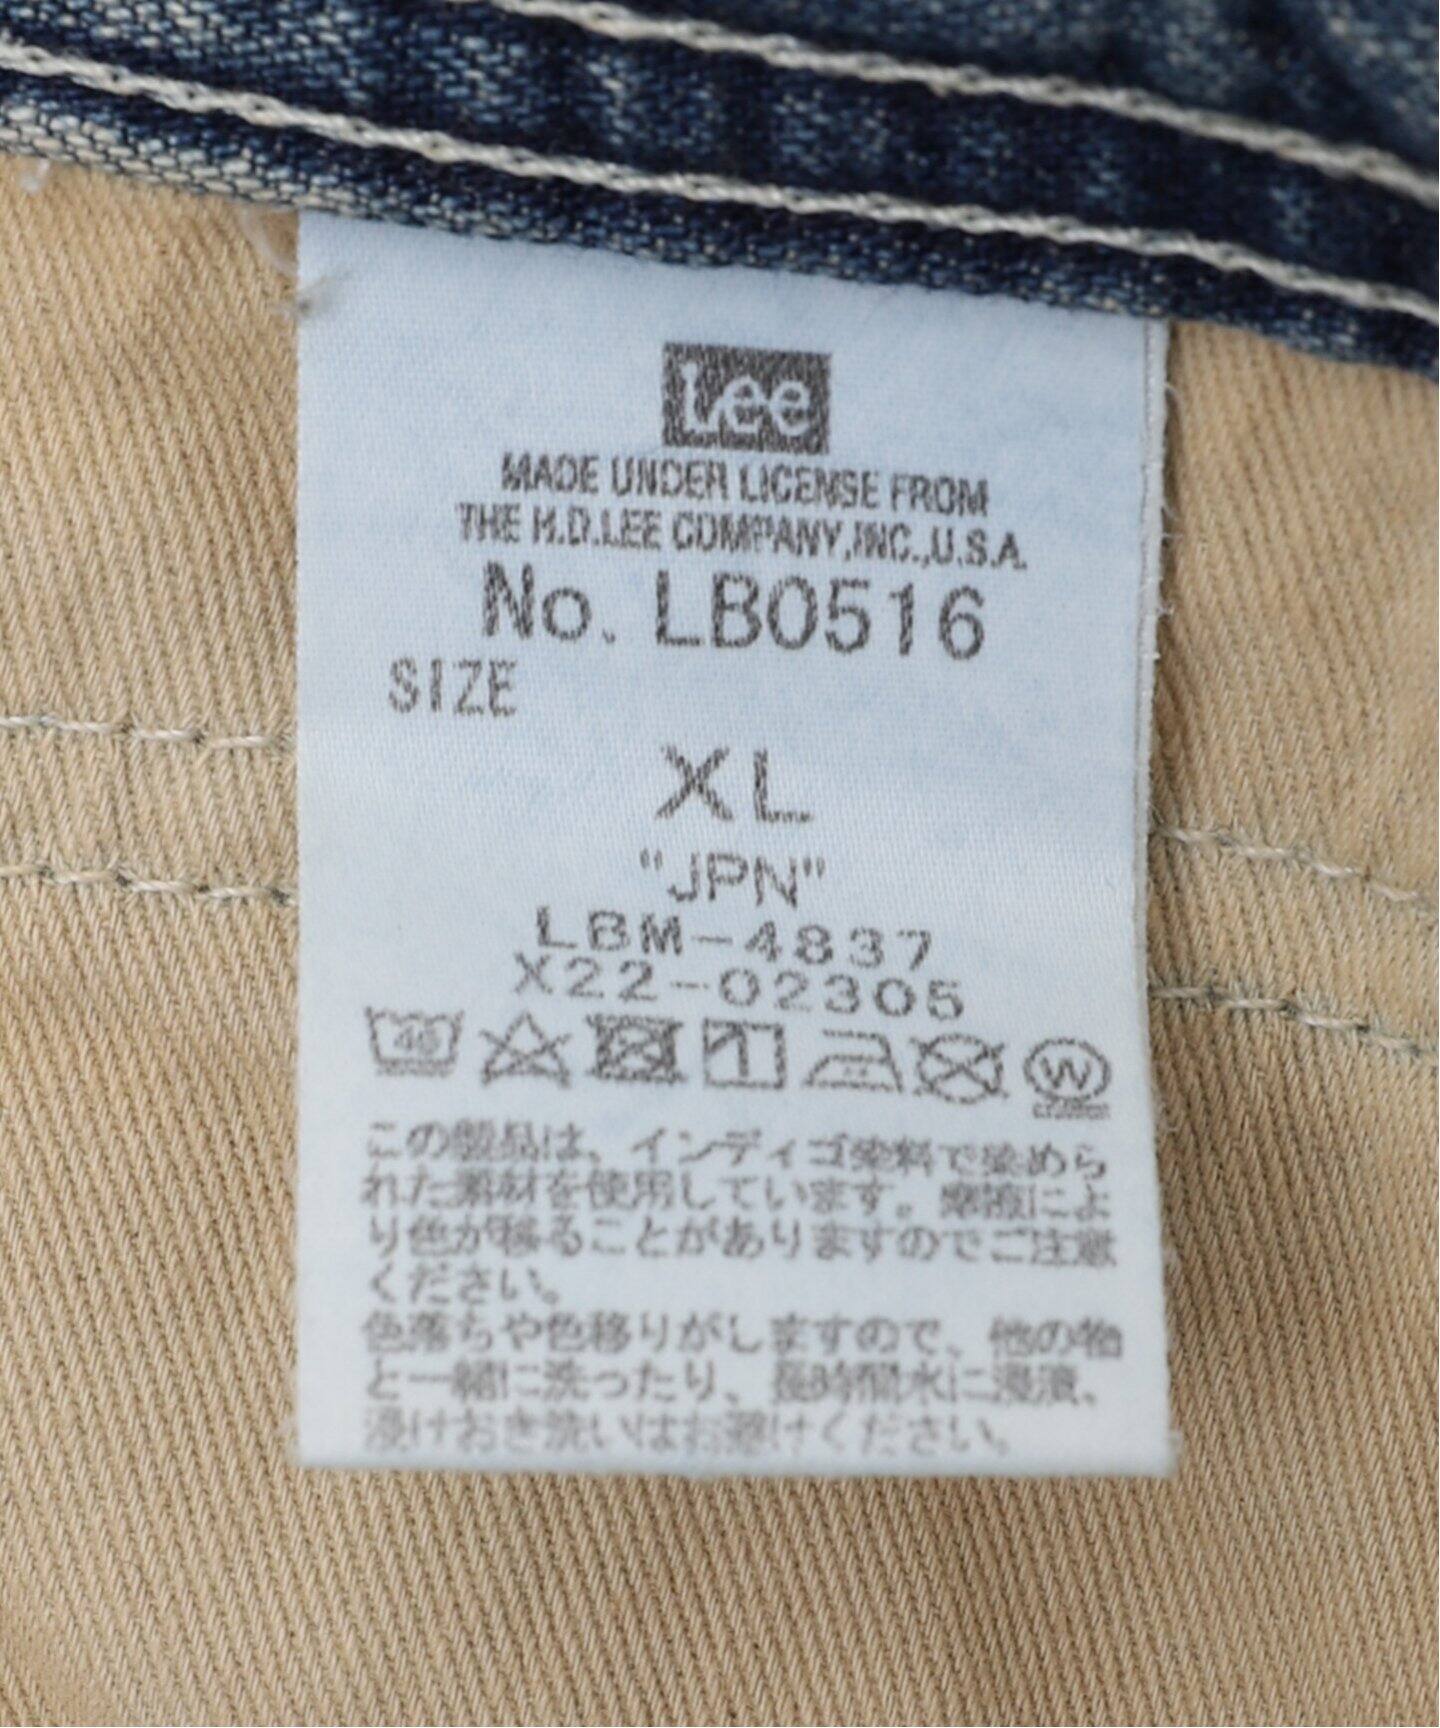 Lee
MADE UNDER LICENSE FROM
THE H.D.LEE COMPANY,INC.,U.S.A.
No. LB0516
SIZE
XL
"JPN"
LBM-4837
X22-02305
40
W
この製品は、インディゴ染料で染めら
れた素材を使用しています。摩擦によ
り色が移ることがありますのでご注意
ください。
色落ちや色移りがしますので、他の物
と一緒に洗ったり、長時間水に浸漬、
浸けおき洗いはお避けください。